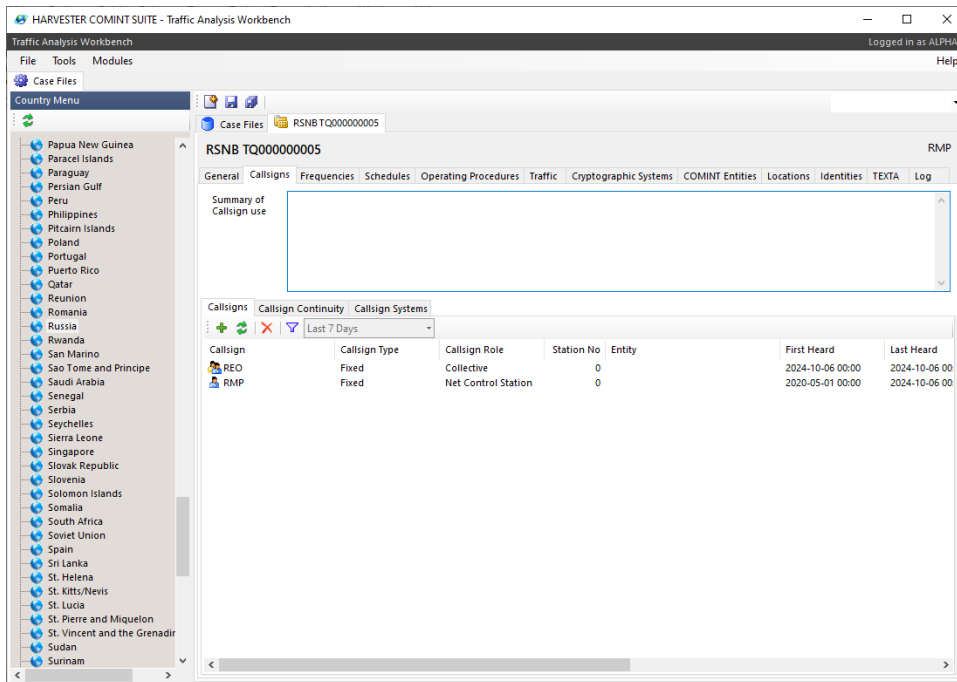 HARVESTER COMINT SUITE - Traffic Analysis Workbench
Traffic Analysis Workbench Logged in as ALPHA
File Tools Modules Help
Case Files
Country Menu
Case Files RSNB TQ000000005
RSNB TQ000000005 RMP
General Callsigns Frequencies Schedules Operating Procedures Traffic Cryptographic Systems COMINT Entities Locations Identities TEXTA Log
Summary of
Callsign use
Callsigns Callsign Continuity Callsign Systems
Last 7 Days
Callsign Callsign Type Callsign Role Station No Entity First Heard Last Heard
REO Fixed Collective 0 2024-10-06 00:00 2024-10-06 00
RMP Fixed Net Control Station 0 2020-05-01 00:00 2024-10-06 00
Papua New Guinea
Paracel Islands
Paraguay
Persian Gulf
Peru
Philippines
Pitcairn Islands
Poland
Portugal
Puerto Rico
Qatar
Reunion
Romania
Russia
Rwanda
San Marino
Sao Tome and Principe
Saudi Arabia
Senegal
Serbia
Seychelles
Sierra Leone
Singapore
Slovak Republic
Slovenia
Solomon Islands
Somalia
South Africa
Soviet Union
Spain
Sri Lanka
St. Helena
St. Kitts/Nevis
St. Lucia
St. Pierre and Miquelon
St. Vincent and the Grenadir
Sudan
Surinam